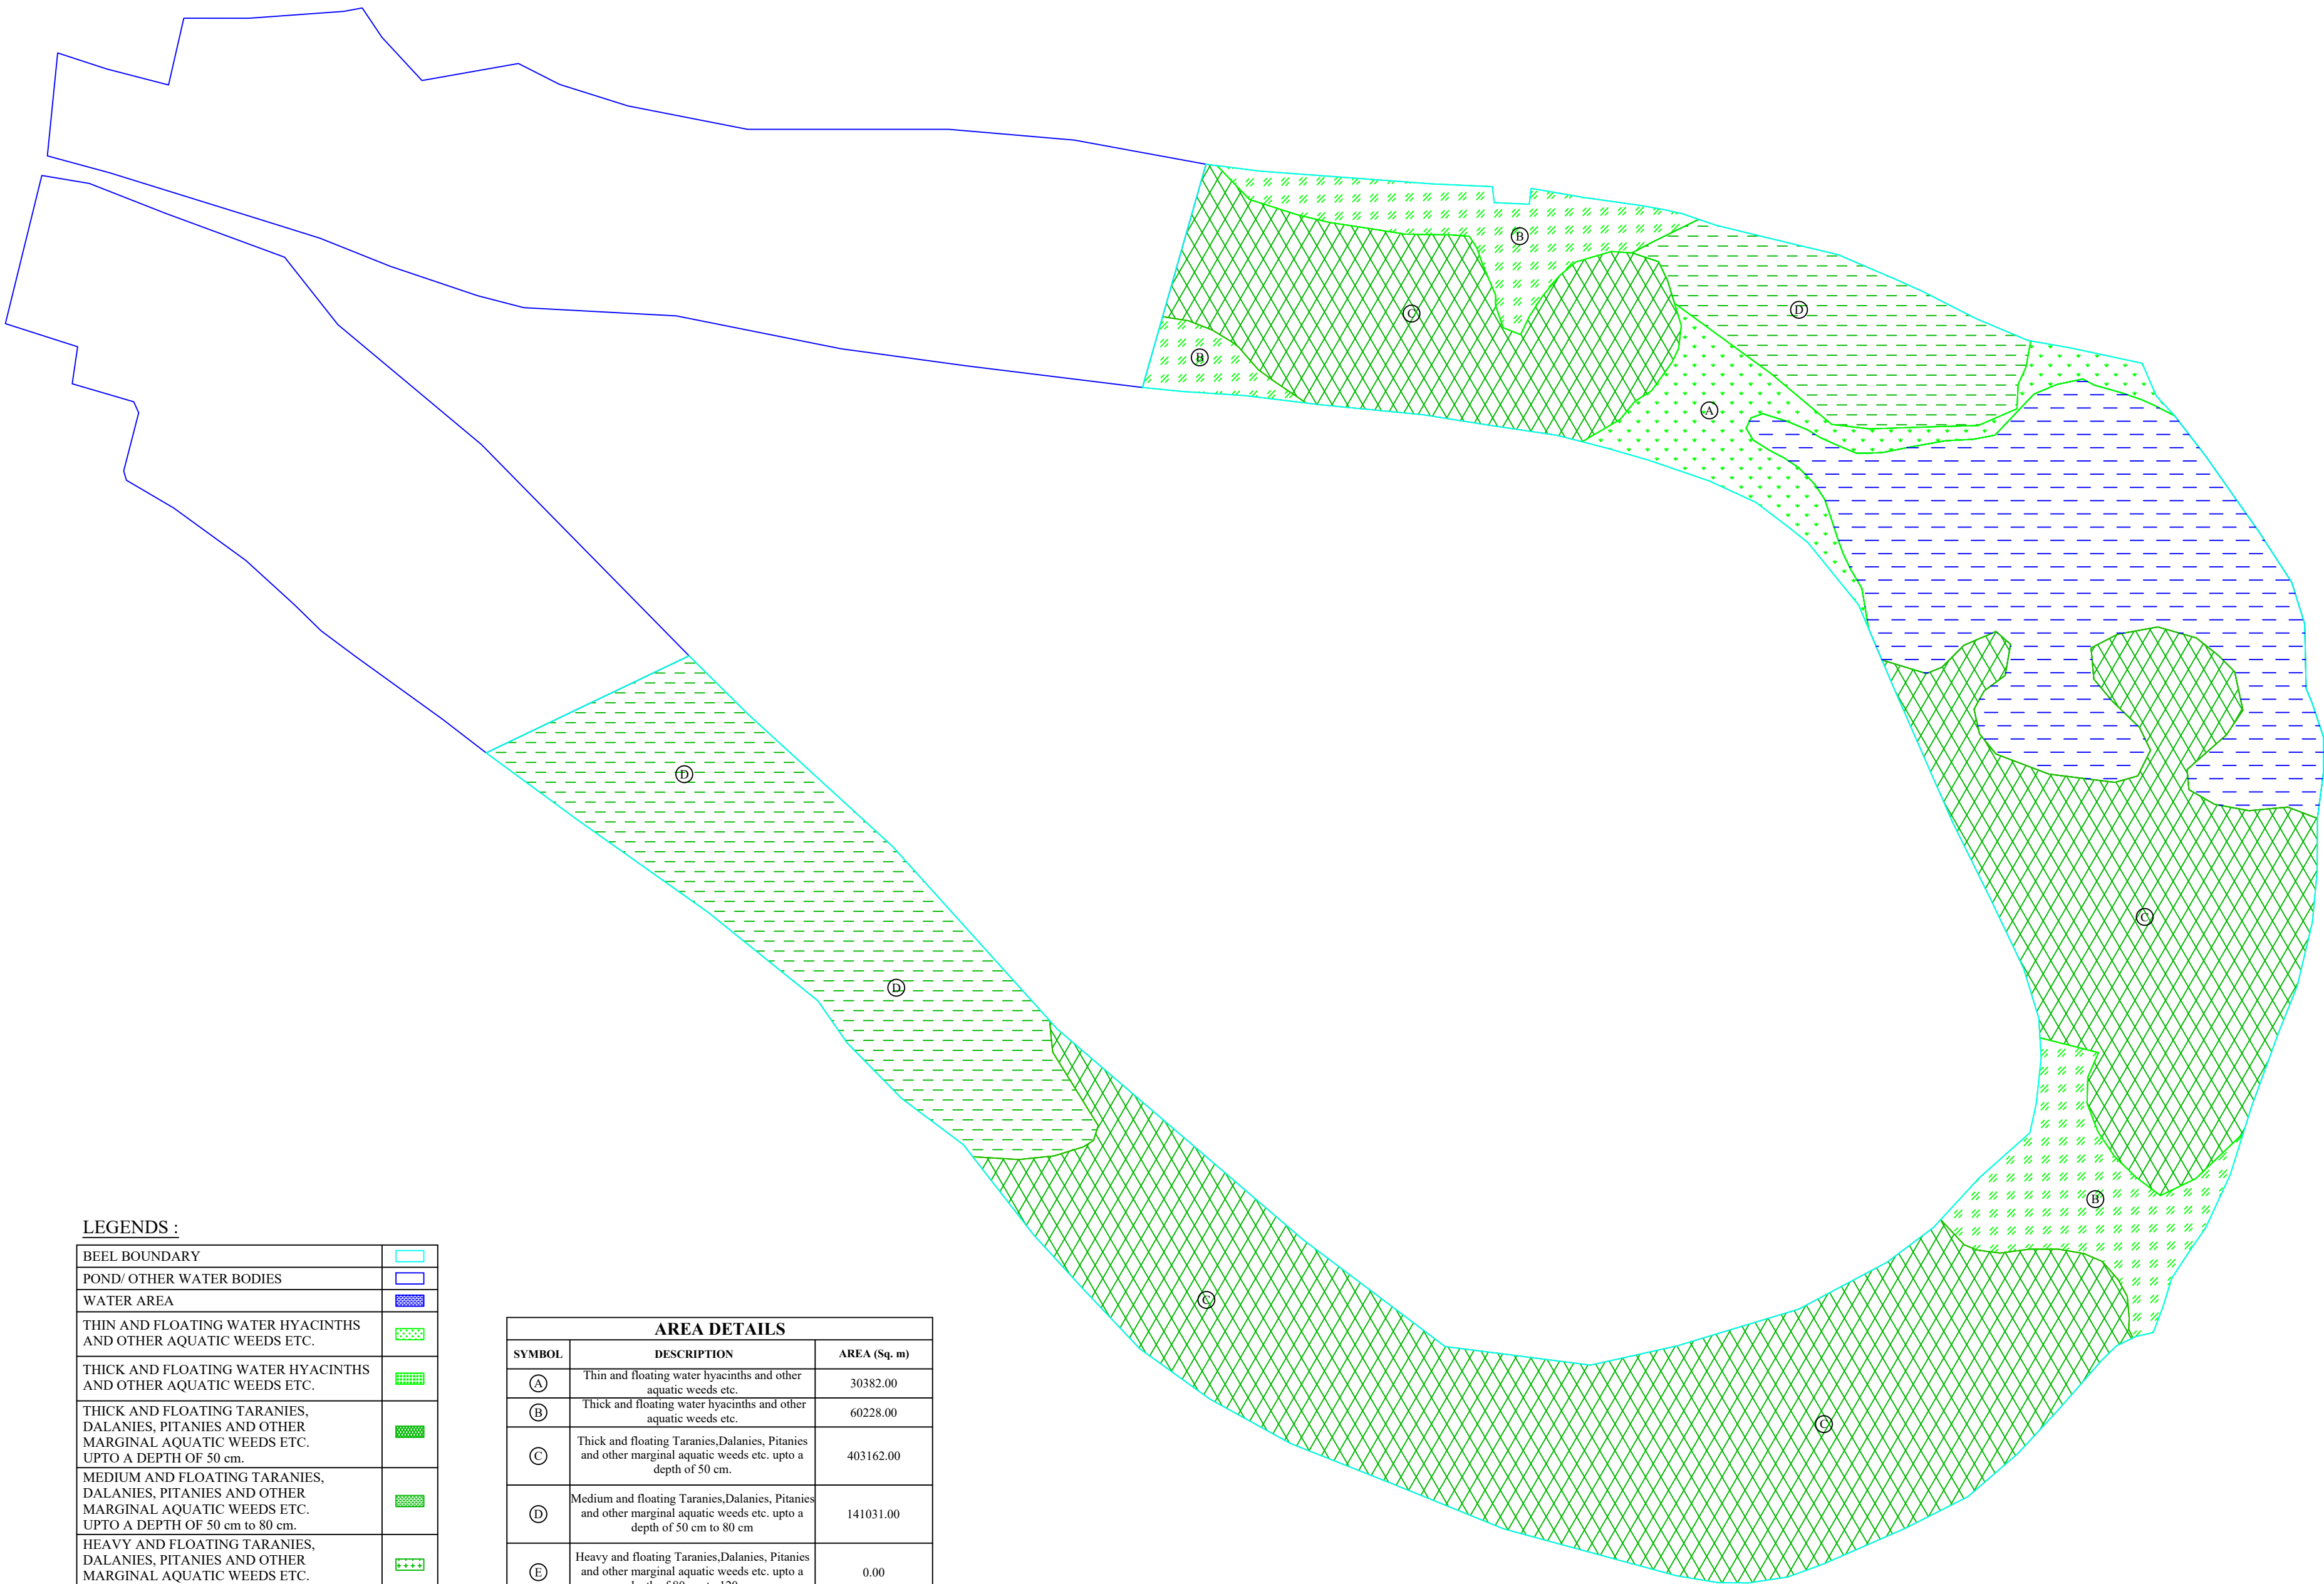 B
C
D
B
A
D
C
D
B
C
C
LEGENDS :
BEEL BOUNDARY
POND/ OTHER WATER BODIES
WATER AREA
THIN AND FLOATING WATER HYACINTHS
AND OTHER AQUATIC WEEDS ETC.
THICK AND FLOATING WATER HYACINTHS
AND OTHER AQUATIC WEEDS ETC.
THICK AND FLOATING TARANIES,
DALANIES, PITANIES AND OTHER
MARGINAL AQUATIC WEEDS ETC.
UPTO A DEPTH OF 50 cm.
MEDIUM AND FLOATING TARANIES,
DALANIES, PITANIES AND OTHER
MARGINAL AQUATIC WEEDS ETC.
UPTO A DEPTH OF 50 cm to 80 cm.
HEAVY AND FLOATING TARANIES,
DALANIES, PITANIES AND OTHER
MARGINAL AQUATIC WEEDS ETC.
AREA DETAILS
SYMBOL DESCRIPTION AREA (Sq. m)
A Thin and floating water hyacinths and other
aquatic weeds etc. 30382.00
B Thick and floating water hyacinths and other
aquatic weeds etc. 60228.00
Thick and floating Taranies,Dalanies, Pitanies
C and other marginal aquatic weeds etc. upto a 403162.00
depth of 50 cm.
Medium and floating Taranies,Dalanies, Pitanies
D and other marginal aquatic weeds etc. upto a 141031.00
depth of 50 cm to 80 cm
Heavy and floating Taranies,Dalanies, Pitanies
E and other marginal aquatic weeds etc. upto a 0.00